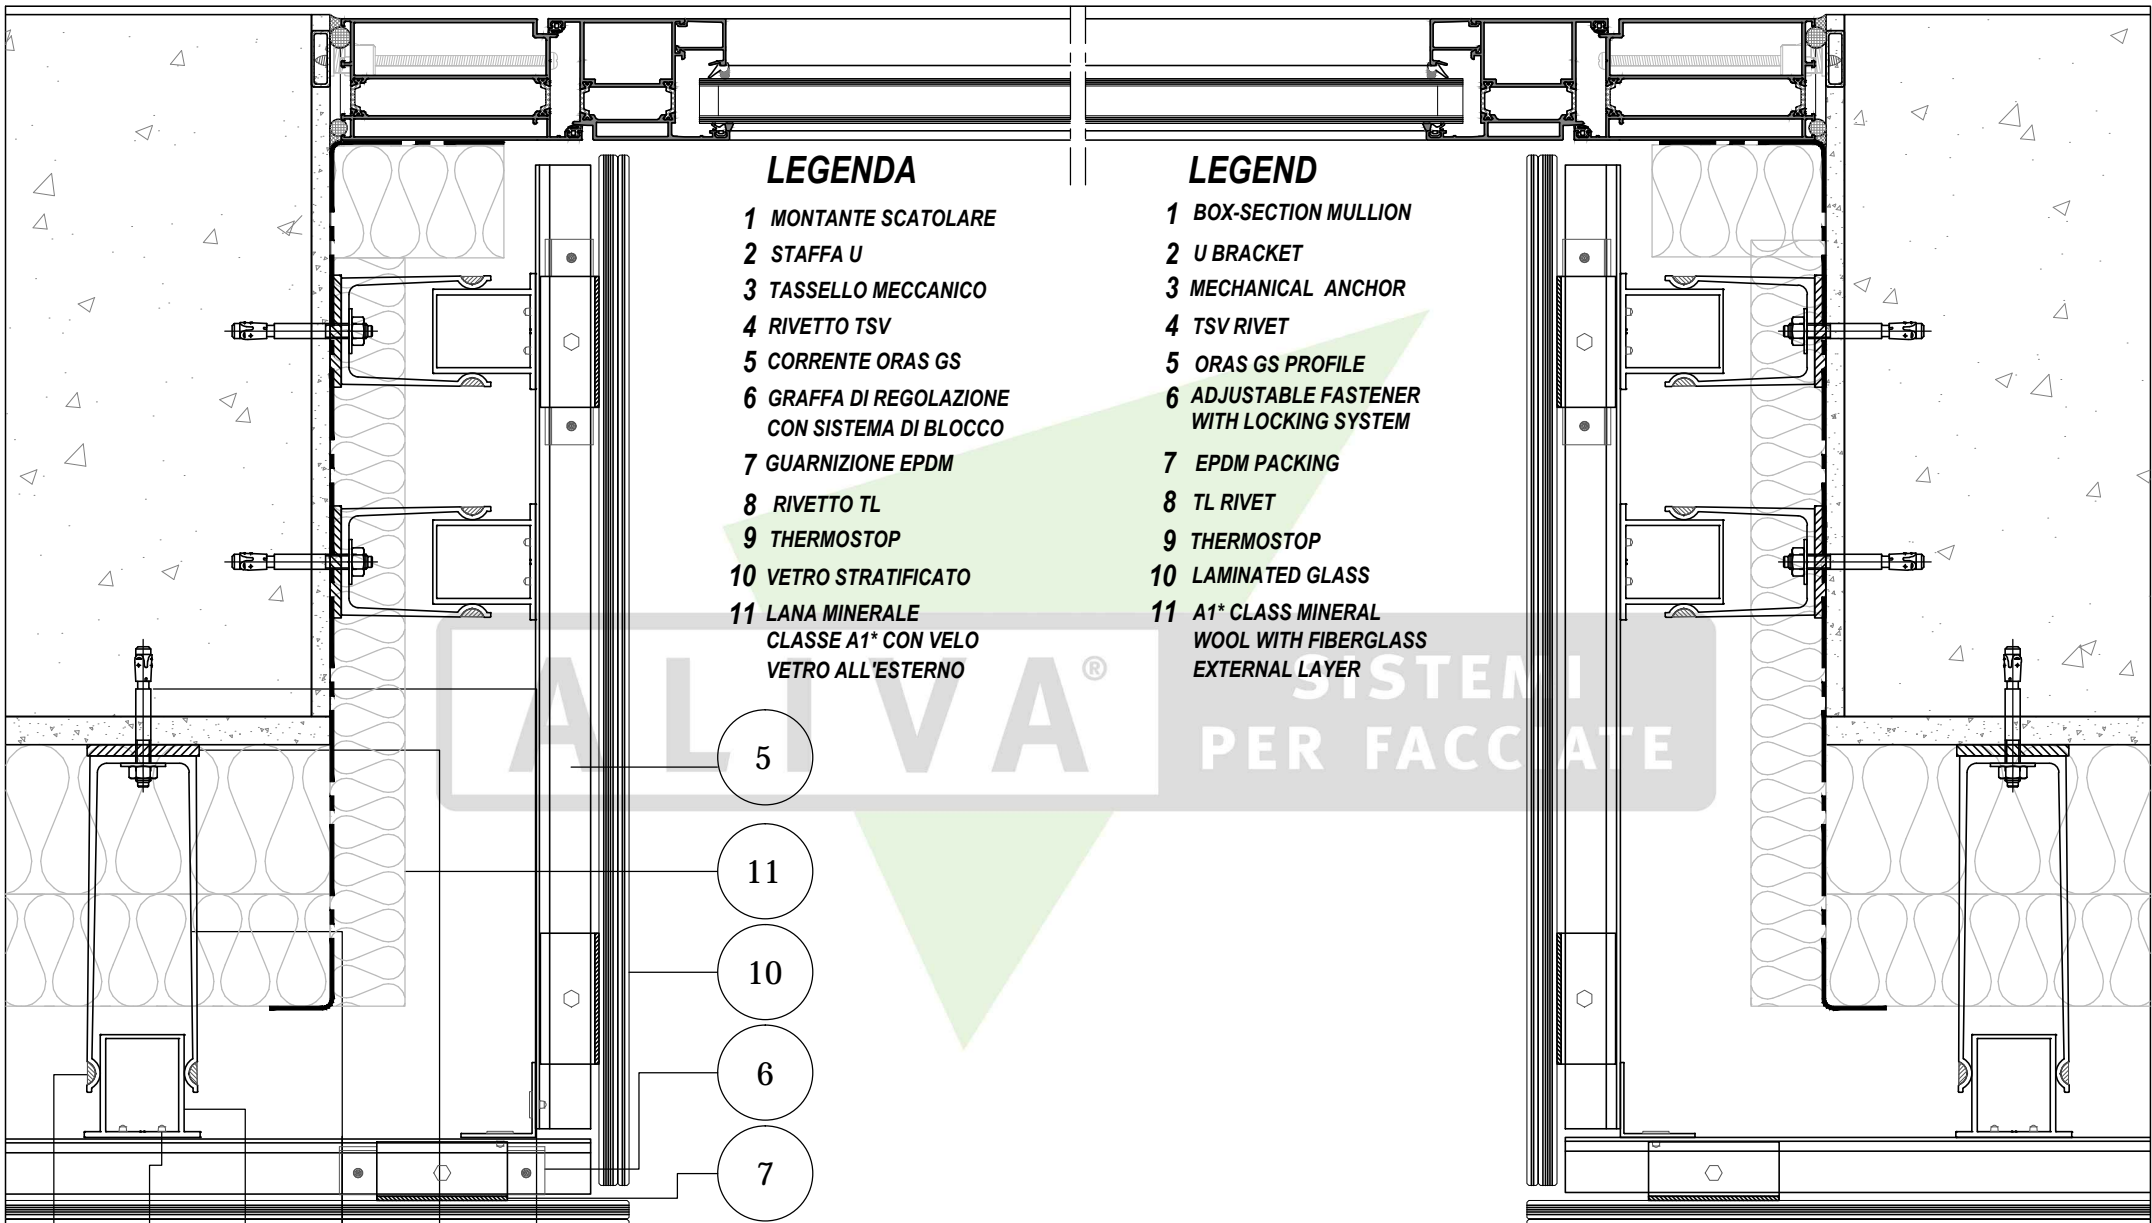 LEGENDA
1 MONTANTE SCATOLARE
2 STAFFA U
3 TASSELLO MECCANICO
4 RIVETTO TSV
5 CORRENTE ORAS GS
6 GRAFFA DI REGOLAZIONE
CON SISTEMA DI BLOCCO
7 GUARNIZIONE EPDM
8 RIVETTO TL
9 THERMOSTOP
10 VETRO STRATIFICATO
11 LANA MINERALE
CLASSE A1* CON VELO
VETRO ALL'ESTERNO
LEGEND
1 BOX-SECTION MULLION
2 U BRACKET
3 MECHANICAL ANCHOR
4 TSV RIVET
5 ORAS GS PROFILE
6 ADJUSTABLE FASTENER
WITH LOCKING SYSTEM
7 EPDM PACKING
8 TL RIVET
9 THERMOSTOP
10 LAMINATED GLASS
11 A1* CLASS MINERAL
WOOL WITH FIBERGLASS
EXTERNAL LAYER
ALIVA®
SISTEMI
PER FACCIATE
5
11
10
6
7